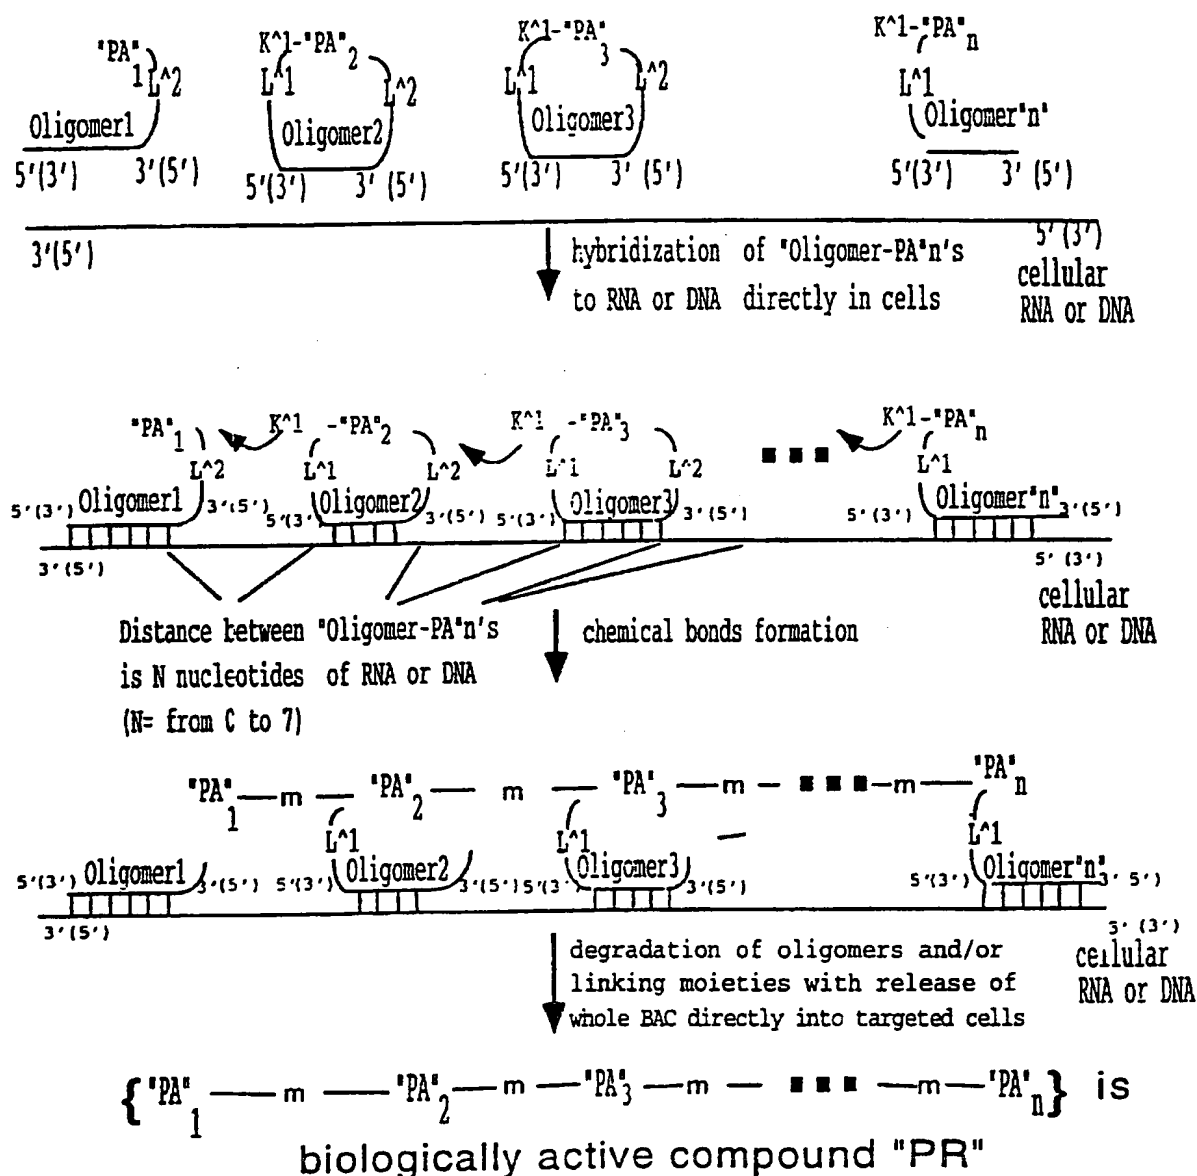 "PA"1 K^1-"PA"2 K^1-"PA"3 K^1-"PA"n
L^2 L^1 L^2 L^1 L^2 L^1
Oligomer1 Oligomer2 Oligomer3 Oligomer"n"
5'(3') 3'(5') 5'(3') 3' (5') 5'(3') 3' (5') 5'(3') 3' (5')
3'(5') 5'(3')
hybridization of "Oligomer-PA"n's
to RNA or DNA directly in cells
cellular
RNA or DNA
"PA"1 K^1 -"PA"2 K^1 -"PA"3 K^1-"PA"n
L^2 L^1 L^2 L^1 L^2 L^1
5'(3') Oligomer1 3'(5') 5'(3') Oligomer2 3'(5') 5'(3') Oligomer3 3'(5') 5'(3') Oligomer"n" 3'(5')
3'(5') 5' (3')
cellular
RNA or DNA
Distance between "Oligomer-PA"n's
is N nucleotides of RNA or DNA
(N= from C to 7)
chemical bonds formation
"PA"1 — m — "PA"2 — m — "PA"3 — m — ■ ■ ■ — m — "PA"n
L^1 L^1 L^1
5'(3') Oligomer1 3'(5') 5'(3') Oligomer2 3'(5') 5'(3') Oligomer3 3'(5') 5'(3') Oligomer"n" 3' 5')
3'(5') 5' (3')
degradation of oligomers and/or
linking moieties with release of
whole BAC directly into targeted cells
cellular
RNA or DNA
{"PA"1 — m — "PA"2 — m — "PA"3 — m — ■ ■ ■ — m — "PA"n} is
biologically active compound "PR"